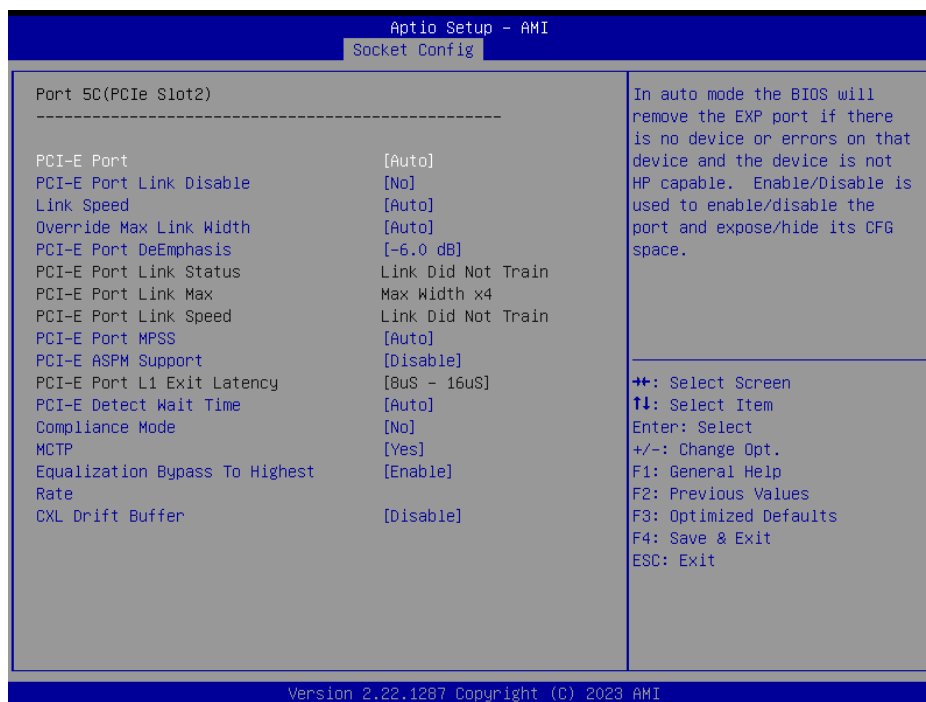 Aptio Setup – AMI
Socket Config
Port 5C(PCIe Slot2)
--------------------------------------------------
PCI-E Port [Auto]
PCI-E Port Link Disable [No]
Link Speed [Auto]
Override Max Link Width [Auto]
PCI-E Port DeEmphasis [-6.0 dB]
PCI-E Port Link Status Link Did Not Train
PCI-E Port Link Max Max Width x4
PCI-E Port Link Speed Link Did Not Train
PCI-E Port MPSS [Auto]
PCI-E ASPM Support [Disable]
PCI-E Port L1 Exit Latency [8uS - 16uS]
PCI-E Detect Wait Time [Auto]
Compliance Mode [No]
MCTP [Yes]
Equalization Bypass To Highest [Enable]
Rate
CXL Drift Buffer [Disable]
In auto mode the BIOS will
remove the EXP port if there
is no device or errors on that
device and the device is not
HP capable.  Enable/Disable is
used to enable/disable the
port and expose/hide its CFG
space.
→←: Select Screen
↑↓: Select Item
Enter: Select
+/-: Change Opt.
F1: General Help
F2: Previous Values
F3: Optimized Defaults
F4: Save & Exit
ESC: Exit
Version 2.22.1287 Copyright (C) 2023 AMI